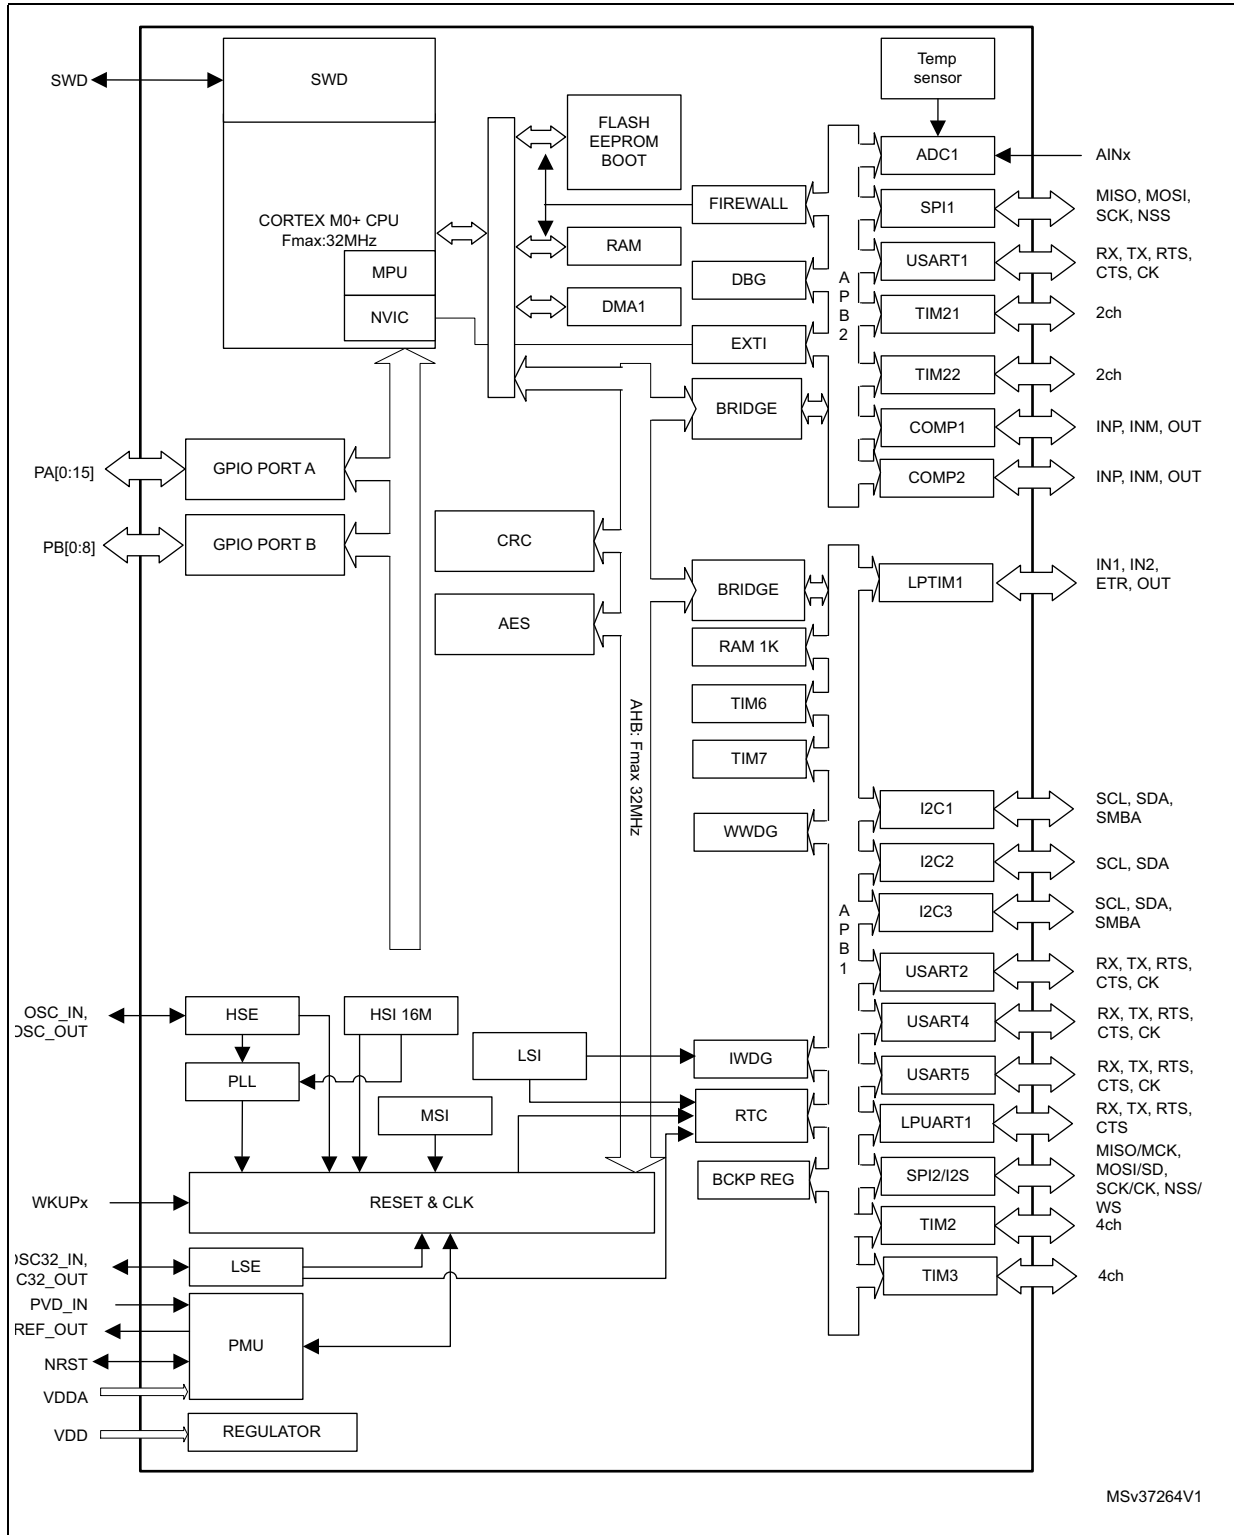 SWD
SWD
CORTEX M0+ CPU
Fmax:32MHz
MPU
NVIC
FLASH
EEPROM
BOOT
RAM
DMA1
FIREWALL
DBG
EXTI
BRIDGE
A
P
B
2
Temp
sensor
ADC1
AINx
SPI1
MISO, MOSI,
SCK, NSS
USART1
RX, TX, RTS,
CTS, CK
TIM21
2ch
TIM22
2ch
COMP1
INP, INM, OUT
COMP2
INP, INM, OUT
PA[0:15]
GPIO PORT A
PB[0:8]
GPIO PORT B
CRC
AES
AHB: Fmax 32MHz
BRIDGE
RAM 1K
TIM6
TIM7
WWDG
A
P
B
1
LPTIM1
IN1, IN2,
ETR, OUT
I2C1
SCL, SDA,
SMBA
I2C2
SCL, SDA
I2C3
SCL, SDA,
SMBA
USART2
RX, TX, RTS,
CTS, CK
USART4
RX, TX, RTS,
CTS, CK
USART5
RX, TX, RTS,
CTS, CK
LPUART1
RX, TX, RTS,
CTS
SPI2/I2S
MISO/MCK,
MOSI/SD,
SCK/CK, NSS/
WS
TIM2
4ch
TIM3
4ch
OSC_IN,
OSC_OUT
HSE
HSI 16M
PLL
LSI
MSI
IWDG
RTC
BCKP REG
WKUPx
RESET & CLK
OSC32_IN,
C32_OUT
LSE
PVD_IN
REF_OUT
NRST
VDDA
PMU
VDD
REGULATOR
MSv37264V1